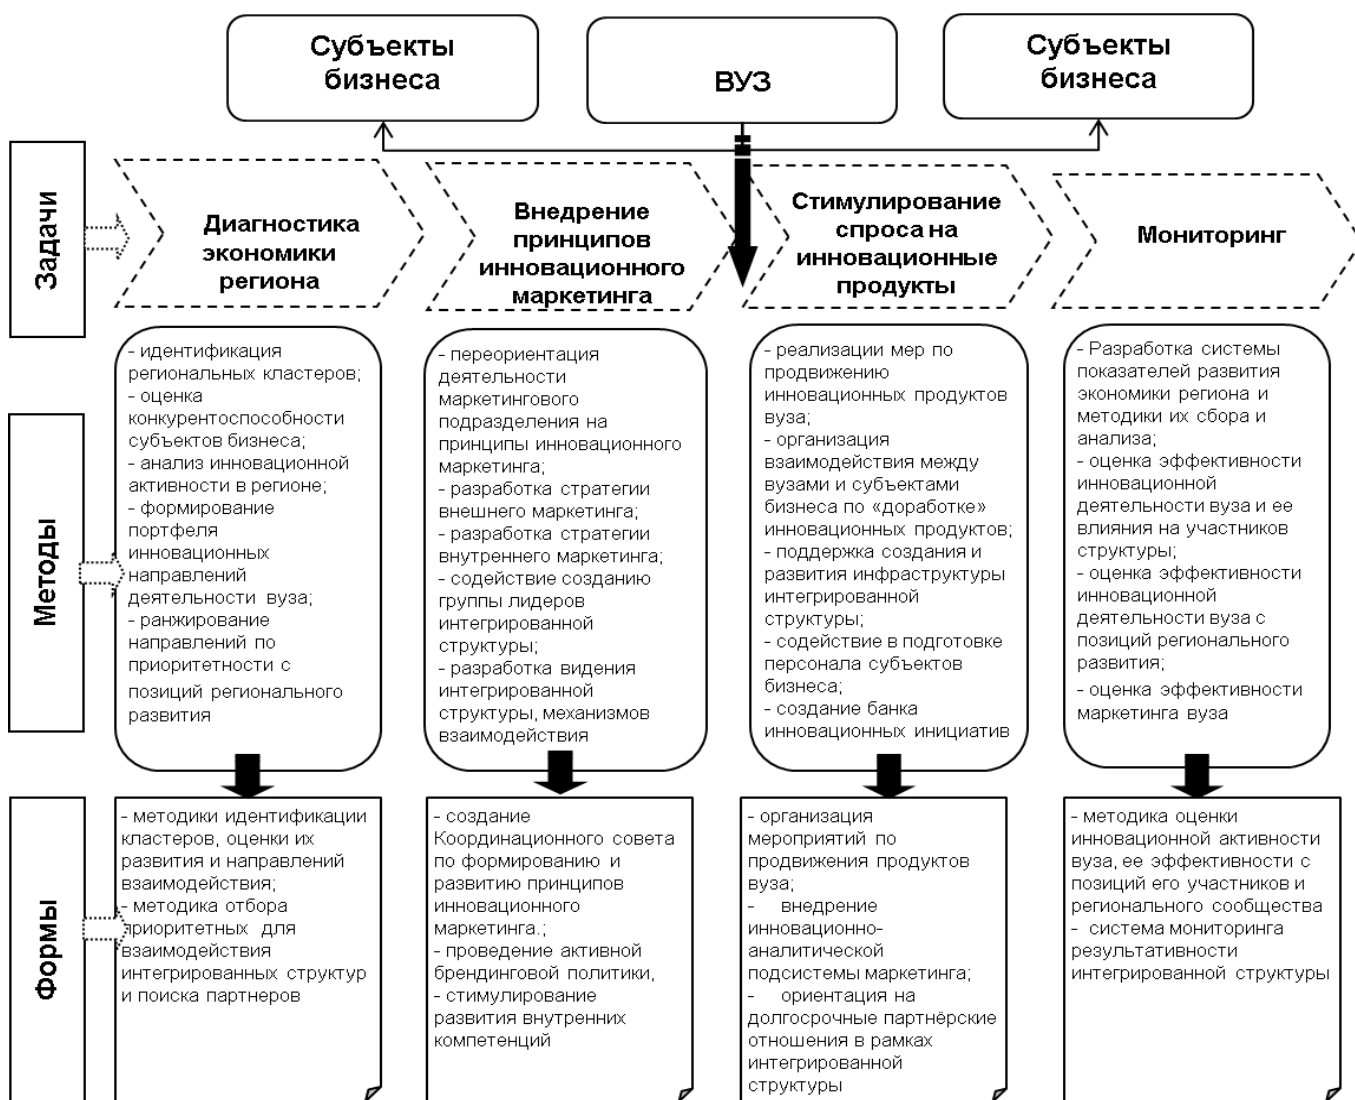 Субъекты
бизнеса
ВУЗ
Субъекты
бизнеса
Задачи
Диагностика
экономики
региона
Внедрение
принципов
инновационного
маркетинга
Стимулирование
спроса на
инновационные
продукты
Мониторинг
Методы
- идентификация
региональных кластеров;
- оценка
конкурентоспособности
субъектов бизнеса;
- анализ инновационной
активности в регионе;
- формирование
портфеля
инновационных
направлений
деятельности вуза;
- ранжирование
направлений по
приоритетности с
позиций регионального
развития
- переориентация
деятельности
маркетингового
подразделения на
принципы инновационного
маркетинга;
- разработка стратегии
внешнего маркетинга;
- разработка стратегии
внутреннего маркетинга;
- содействие созданию
группы лидеров
интегрированной
структуры;
- разработка видения
интегрированной
структуры, механизмов
взаимодействия
- реализации мер по
продвижению
инновационных продуктов
вуза;
- организация
взаимодействия между
вузами и субъектами
бизнеса по «доработке»
инновационных продуктов;
- поддержка создания и
развития инфраструктуры
интегрированной
структуры;
- содействие в подготовке
персонала субъектов
бизнеса;
- создание банка
инновационных инициатив
- Разработка системы
показателей развития
экономики региона и
методики их сбора и
анализа;
- оценка эффективности
инновационной
деятельности вуза и ее
влияния на участников
структуры;
- оценка эффективности
инновационной
деятельности вуза с
позиций регионального
развития;
- оценка эффективности
маркетинга вуза
Формы
- методики идентификации
кластеров, оценки их
развития и направлений
взаимодействия;
- методика отбора
приоритетных для
взаимодействия
интегрированных структур
и поиска партнеров
- создание
Координационного совета
по формированию и
развитию принципов
инновационного
маркетинга.;
- проведение активной
брендинговой политики,
- стимулирование
развития внутренних
компетенций
- организация
мероприятий по
продвижения продуктов
вуза;
- внедрение
инновационно-
аналитической
подсистемы маркетинга;
- ориентация на
долгосрочные партнёрские
отношения в рамках
интегрированной
структуры
- методика оценки
инновационной активности
вуза, ее эффективности с
позиций его участников и
регионального сообщества
- система мониторинга
результативности
интегрированной структуры